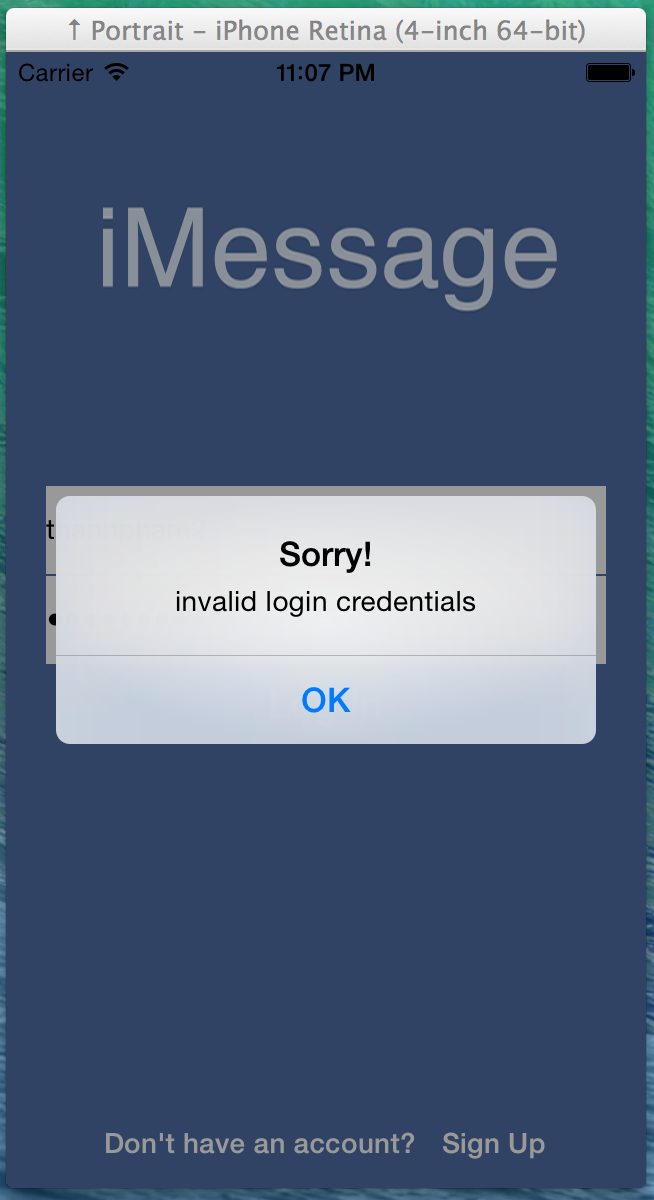 ↑ Portrait – iPhone Retina (4-inch 64-bit)
Carrier 11:07 PM
iMessage
Sorry!
invalid login credentials
OK
Don't have an account? Sign Up